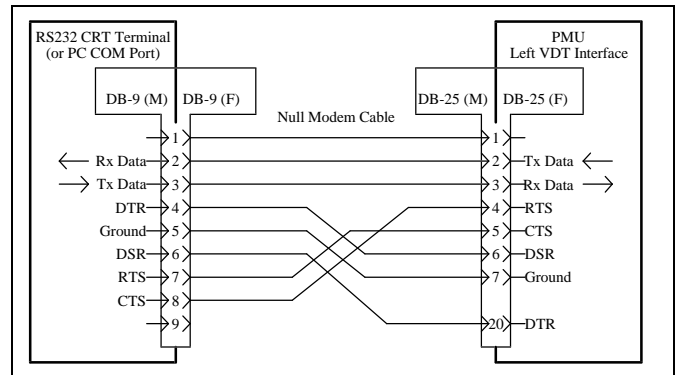 RS232 CRT Terminal
(or PC COM Port)
PMU
Left VDT Interface
DB-9 (M) DB-9 (F)
DB-25 (M) DB-25 (F)
Null Modem Cable
1 1
Rx Data 2 2 Tx Data
Tx Data 3 3 Rx Data
DTR 4 4 RTS
Ground 5 5 CTS
DSR 6 6 DSR
RTS 7 7 Ground
CTS 8
9 20 DTR